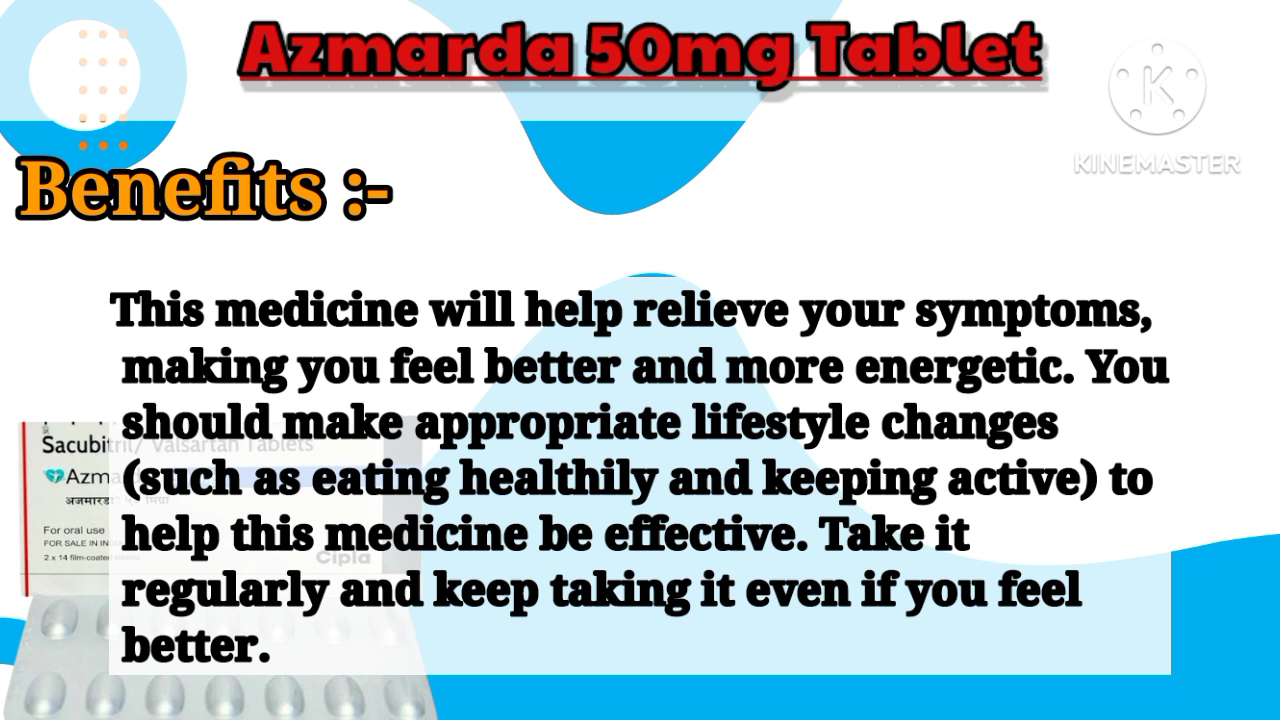 Azmarda 50mg Tablet
KINEMASTER
Benefits :-
This medicine will help relieve your symptoms,
making you feel better and more energetic. You
should make appropriate lifestyle changes
(such as eating healthily and keeping active) to
help this medicine be effective. Take it
regularly and keep taking it even if you feel
better.
Sacubitril/ Valsartan Tablets
Azma
अजमारडा
For oral use
FOR SALE IN IN
2 x 14 film-coate
Cipla